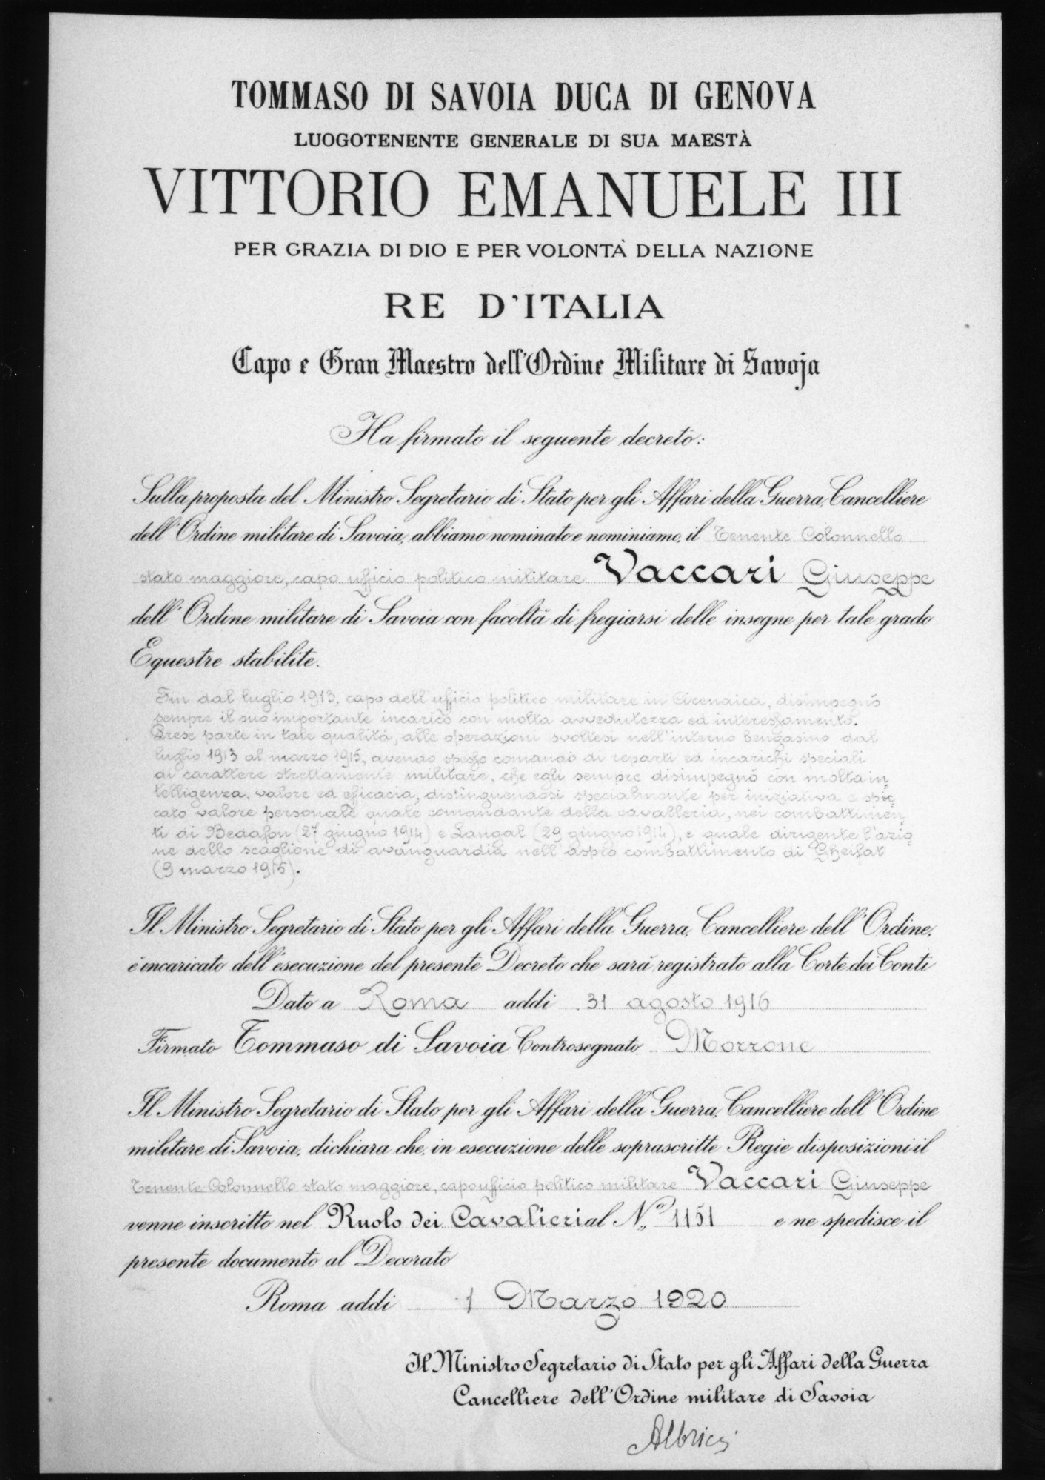 TOMMASO DI SAVOIA DUCA DI GENOVA
LUOGOTENENTE GENERALE DI SUA MAESTÀ
VITTORIO EMANUELE III
PER GRAZIA DI DIO E PER VOLONTÀ DELLA NAZIONE
RE D'ITALIA
Capo e Gran Maestro dell'Ordine Militare di Savoja
Ha firmato il seguente decreto:
Sulla proposta del Ministro Segretario di Stato per gli Affari della Guerra, Cancelliere
dell'Ordine militare di Savoia, abbiamo nominato e nominiamo, il Tenente Colonnello
stato maggiore, capo ufficio politico militare Vaccari Giuseppe
dell'Ordine militare di Savoia con facoltà di fregiarsi delle insegne per tale grado
Equestre stabilite.
Fin dal luglio 1913, capo dell'ufficio politico militare in Cirenaica, disimpegnò
sempre il suo importante incarico con molta avvedutezza ed interessamento.
Prese parte in tale qualità, alle operazioni svoltesi nell'interno bengasino dal
luglio 1913 al marzo 1915, avendo spesso comando di reparti ed incarichi speciali
di carattere strettamente militare, che egli sempre disimpegnò con molta in
telligenza, valore ed efficacia, distinguendosi specialmente per iniziativa e spic
cato valore personale quale comandante della cavalleria, nei combattimen
ti di Bedafon (27 giugno 1914) e Langal (29 giugno 1914), e quale dirigente l'azio
ne dello scaglione di avanguardia nell'aspro combattimento di Gheifat
(9 marzo 1915).
Il Ministro Segretario di Stato per gli Affari della Guerra, Cancelliere dell'Ordine,
è incaricato dell'esecuzione del presente Decreto che sarà registrato alla Corte dei Conti
Dato a Roma addì 31 agosto 1916
Firmato Tommaso di Savoia Controsegnato Morrone
Il Ministro Segretario di Stato per gli Affari della Guerra, Cancelliere dell'Ordine
militare di Savoia, dichiara che, in esecuzione delle soprascritte Regie disposizioni il
Tenente Colonnello stato maggiore, capo ufficio politico militare Vaccari Giuseppe
venne inscritto nel Ruolo dei Cavalieri al N.º 1151 e ne spedisce il
presente documento al Decorato
Roma addì 1 Marzo 1920
Il Ministro Segretario di Stato per gli Affari della Guerra
Cancelliere dell'Ordine militare di Savoia
Albricci